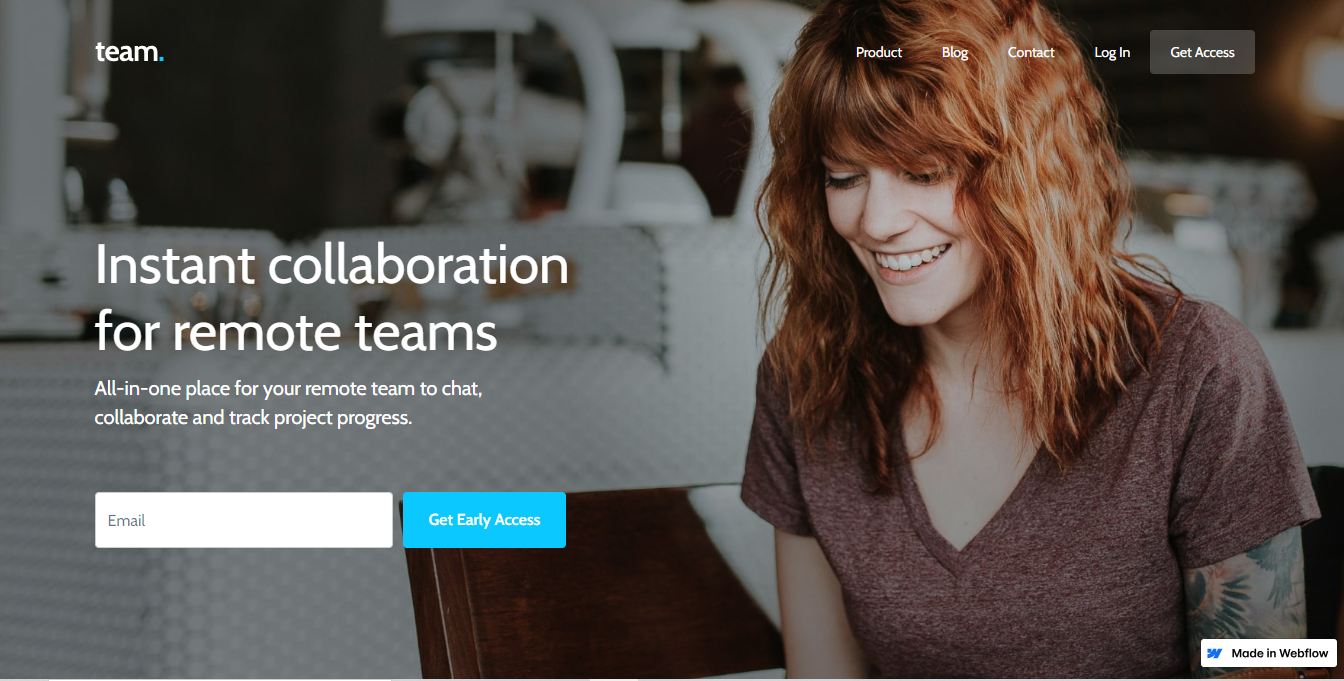 team.
Product
Blog
Contact
Log In
Get Access
Instant collaboration
for remote teams
All-in-one place for your remote team to chat,
collaborate and track project progress.
Email
Get Early Access
Made in Webflow